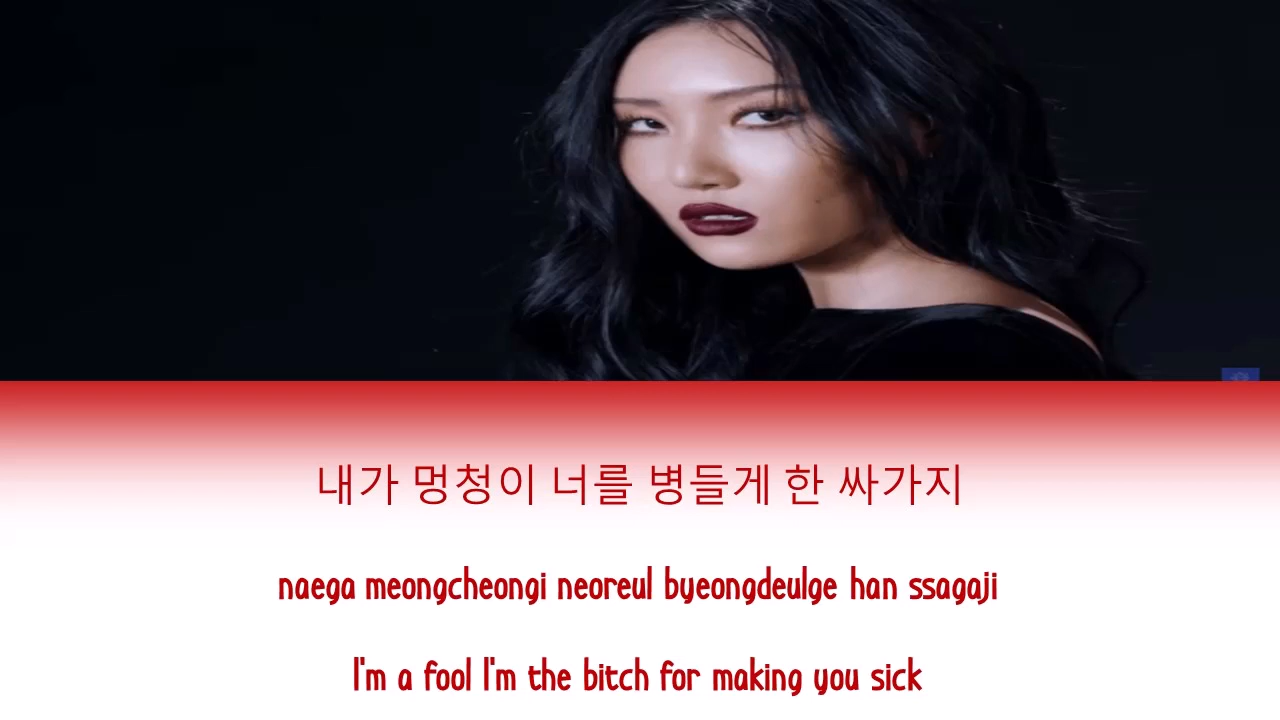 내가 멍청이 너를 병들게 한 싸가지
naega meongcheongi neoreul byeongdeulge han ssagaji
I'm a fool I'm the bitch for making you sick